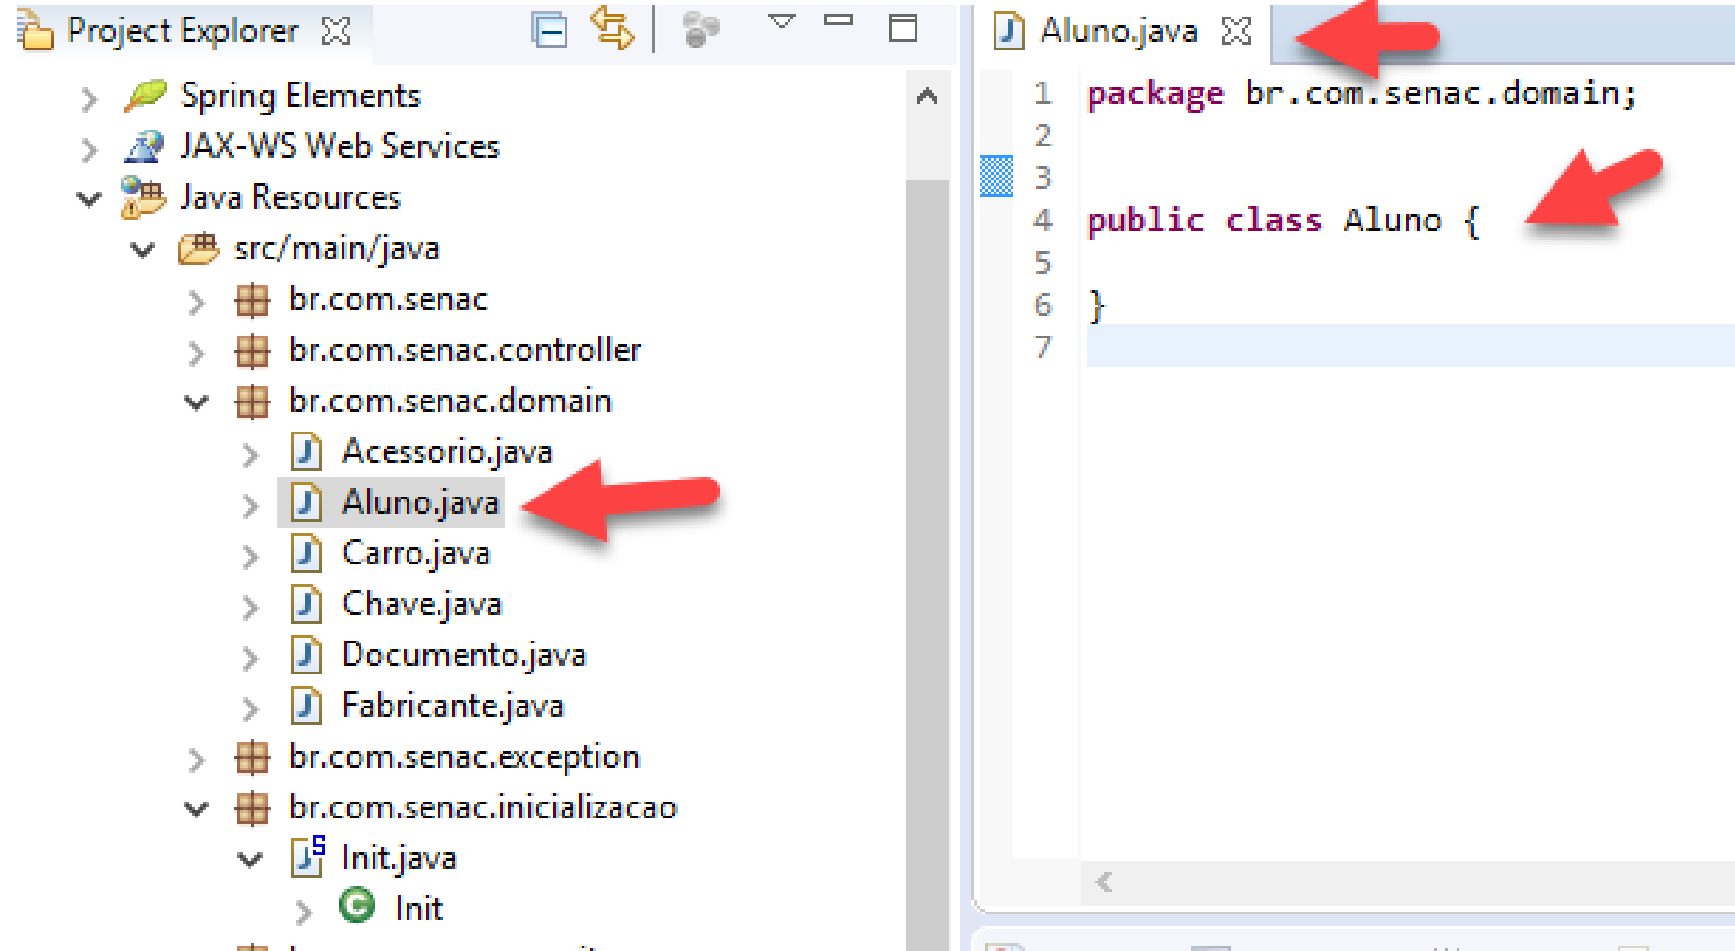 Project Explorer
Spring Elements
JAX-WS Web Services
Java Resources
src/main/java
br.com.senac
br.com.senac.controller
br.com.senac.domain
Acessorio.java
Aluno.java
Carro.java
Chave.java
Documento.java
Fabricante.java
br.com.senac.exception
br.com.senac.inicializacao
Init.java
Init
Aluno.java
1 package br.com.senac.domain;
2
3
4 public class Aluno {
5
6 }
7